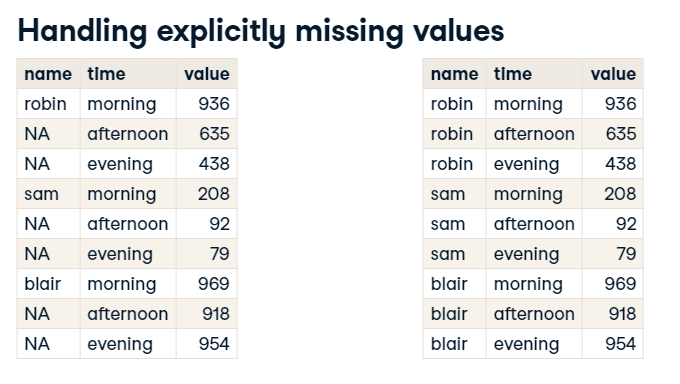 Handling explicitly missing values
name time value name time value
robin morning 936 robin morning 936
NA afternoon 635 robin afternoon 635
NA evening 438 robin evening 438
sam morning 208 sam morning 208
NA afternoon 92 sam afternoon 92
NA evening 79 sam evening 79
blair morning 969 blair morning 969
NA afternoon 918 blair afternoon 918
NA evening 954 blair evening 954